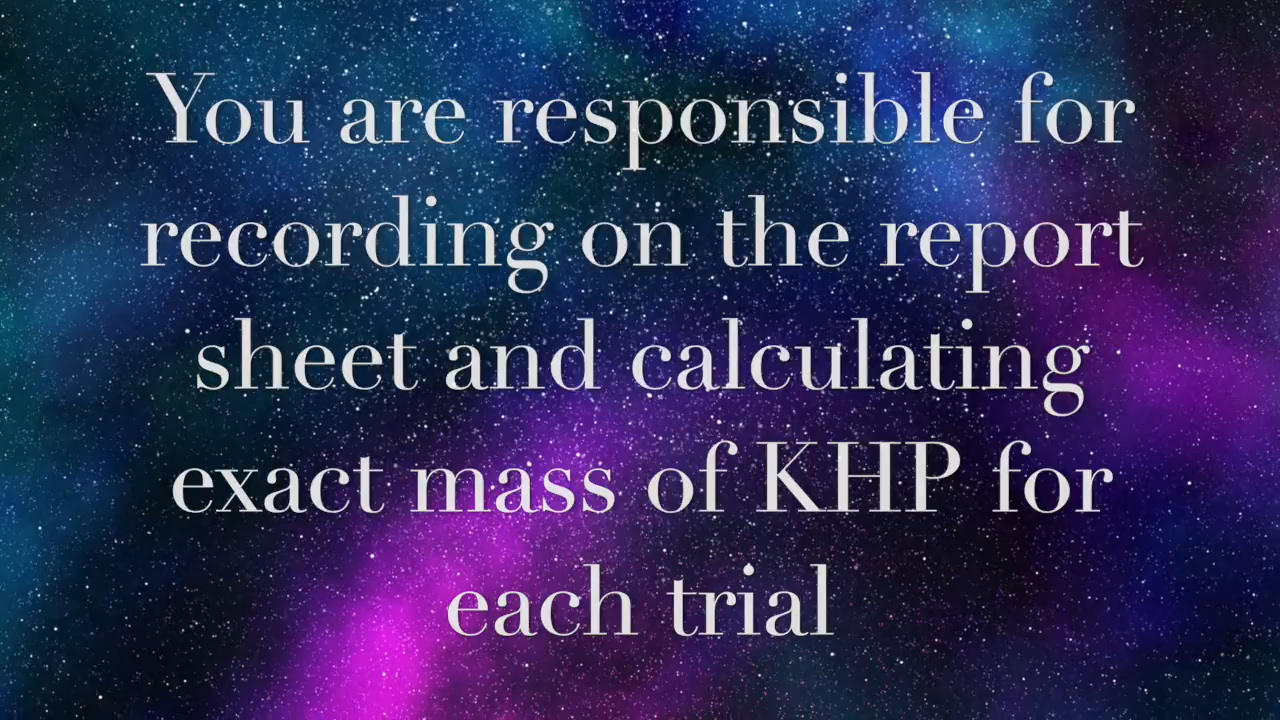 You are responsible for
recording on the report
sheet and calculating
exact mass of KHP for
each trial